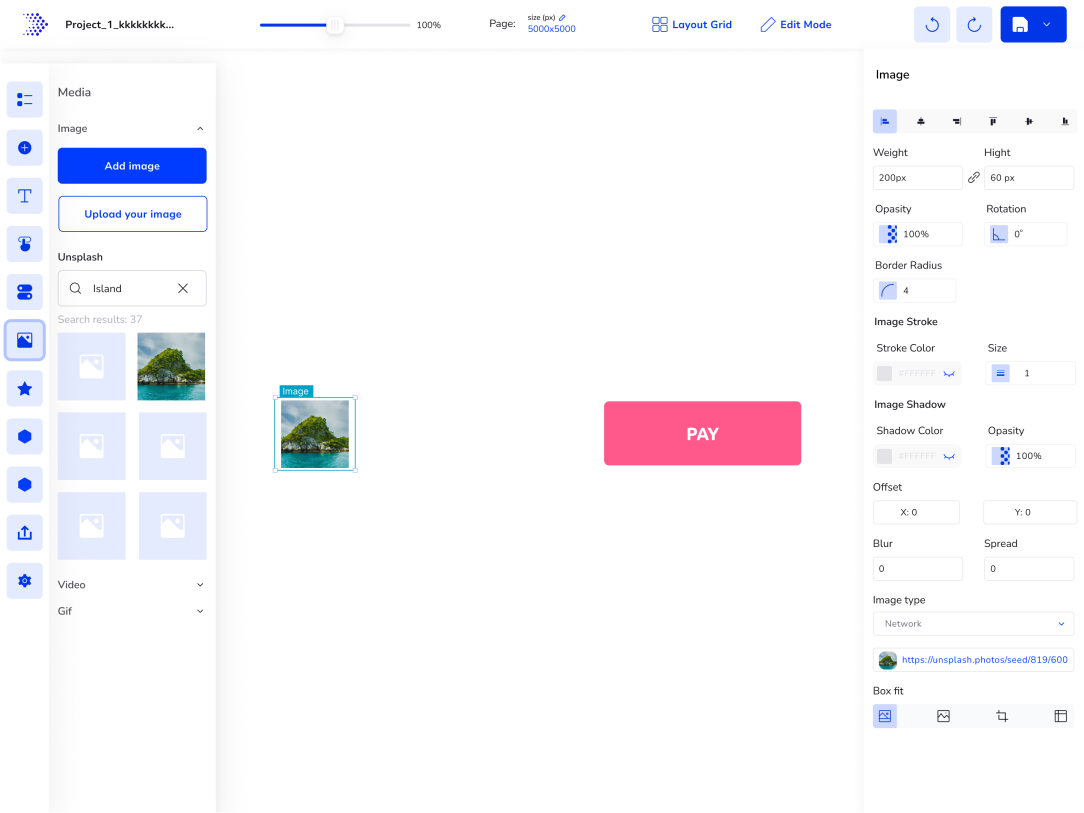 Project_1_kkkkkkkk...
100%
Page:
size (px)
5000x5000
Layout Grid
Edit Mode
Media
Image
Add image
Upload your image
Unsplash
Island
Search results: 37
Video
Gif
Image
PAY
Image
Weight
Hight
200px
60 px
Opasity
Rotation
100%
0°
Border Radius
4
Image Stroke
Stroke Color
Size
#FFFFFF
1
Image Shadow
Shadow Color
Opasity
#FFFFFF
100%
Offset
X: 0
Y: 0
Blur
Spread
0
0
Image type
Network
https://unsplash.photos/seed/819/600
Box fit